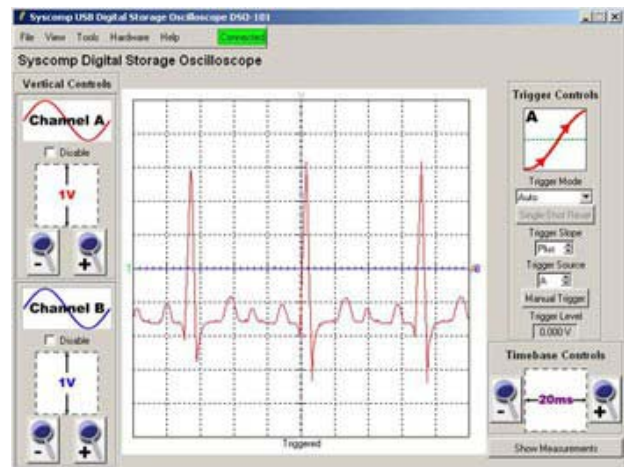 Syscomp USB Digital Storage Oscilloscope DSO-101
File View Tools Hardware Help Connected
Syscomp Digital Storage Oscilloscope
Vertical Controls
Channel A
Disable
1V
- +
Channel B
Disable
1V
- +
Triggered
Trigger Controls
A
Trigger Mode
Auto
Single-Shot Reset
Trigger Slope
Plus
Trigger Source
A
Manual Trigger
Trigger Level
0.000 V
Timebase Controls
- 20ms +
Show Measurements